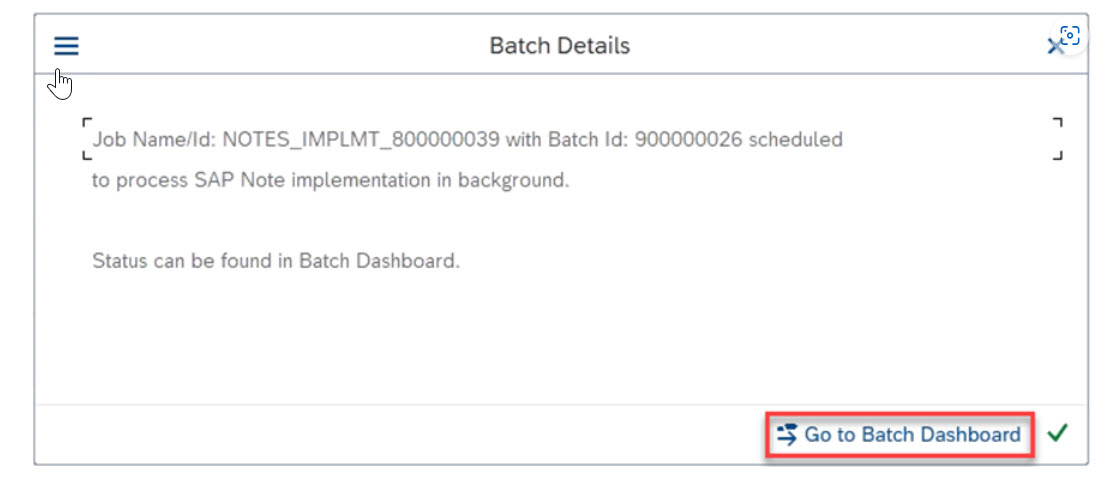 Batch Details
Job Name/Id: NOTES_IMPLMT_800000039 with Batch Id: 900000026 scheduled
to process SAP Note implementation in background.
Status can be found in Batch Dashboard.
Go to Batch Dashboard